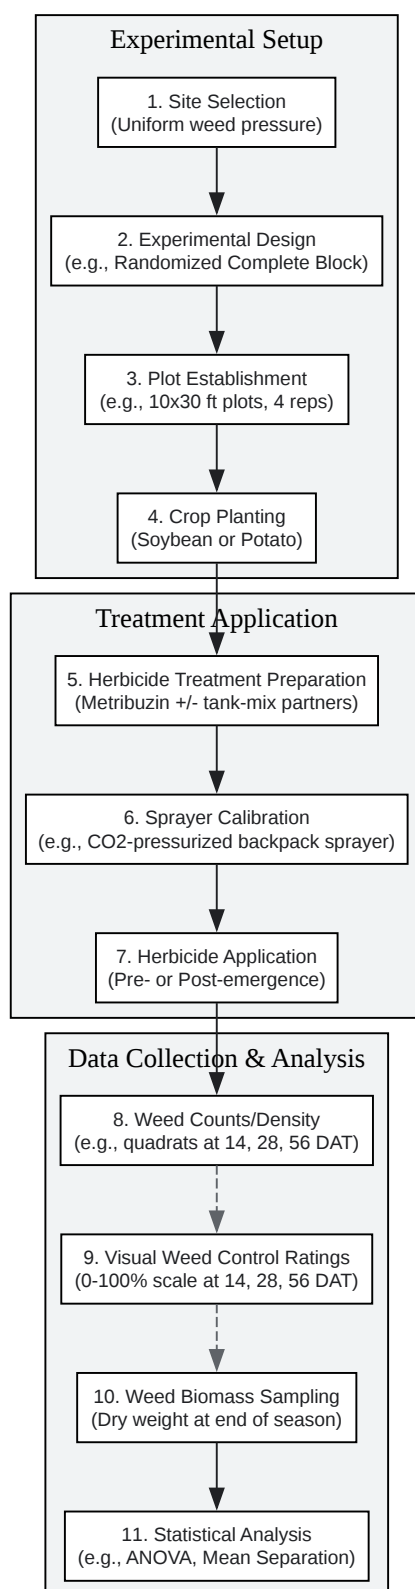 Experimental Setup
1. Site Selection
(Uniform weed pressure)
2. Experimental Design
(e.g., Randomized Complete Block)
3. Plot Establishment
(e.g., 10x30 ft plots, 4 reps)
4. Crop Planting
(Soybean or Potato)
Treatment Application
5. Herbicide Treatment Preparation
(Metribuzin +/- tank-mix partners)
6. Sprayer Calibration
(e.g., CO2-pressurized backpack sprayer)
7. Herbicide Application
(Pre- or Post-emergence)
Data Collection & Analysis
8. Weed Counts/Density
(e.g., quadrats at 14, 28, 56 DAT)
9. Visual Weed Control Ratings
(0-100% scale at 14, 28, 56 DAT)
10. Weed Biomass Sampling
(Dry weight at end of season)
11. Statistical Analysis
(e.g., ANOVA, Mean Separation)